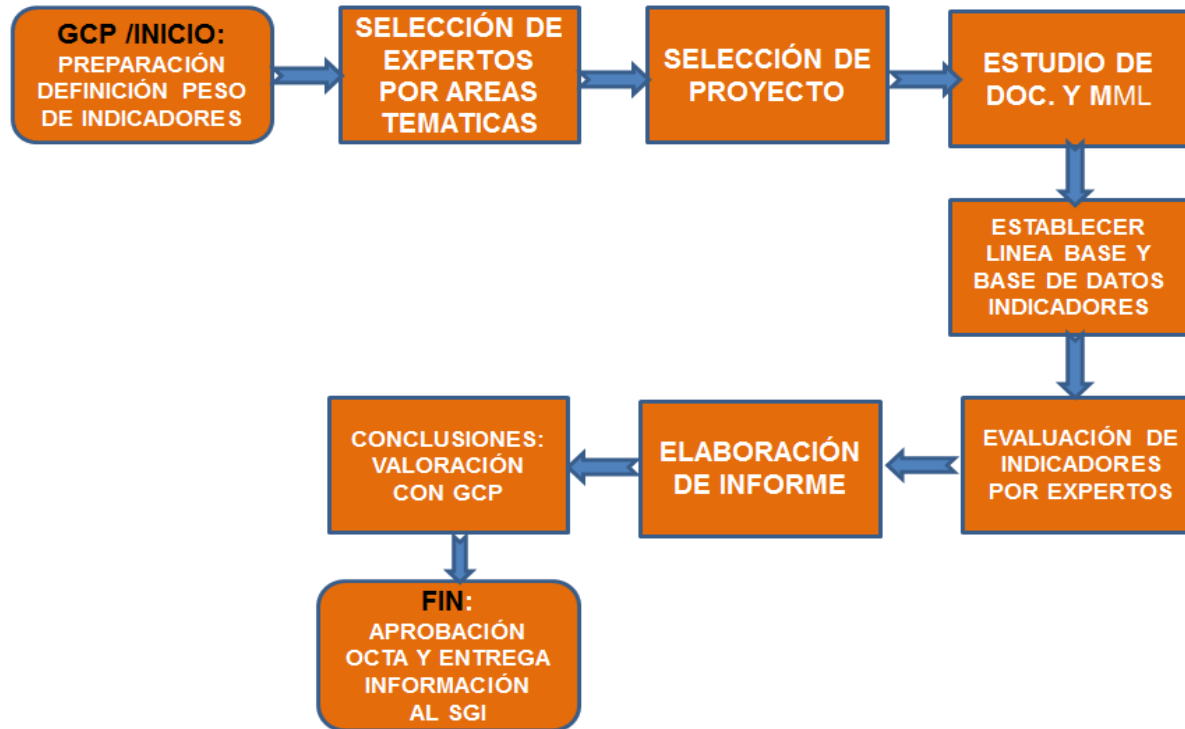 GCP /INICIO:
PREPARACIÓN
DEFINICIÓN PESO
DE INDICADORES
SELECCIÓN DE
EXPERTOS
POR AREAS
TEMATICAS
SELECCIÓN DE
PROYECTO
ESTUDIO DE
DOC. Y MML
ESTABLECER
LINEA BASE Y
BASE DE DATOS
INDICADORES
EVALUACIÓN DE
INDICADORES
POR EXPERTOS
ELABORACIÓN
DE INFORME
CONCLUSIONES:
VALORACIÓN
CON GCP
FIN:
APROBACIÓN
OCTA Y ENTREGA
INFORMACIÓN
AL SGI